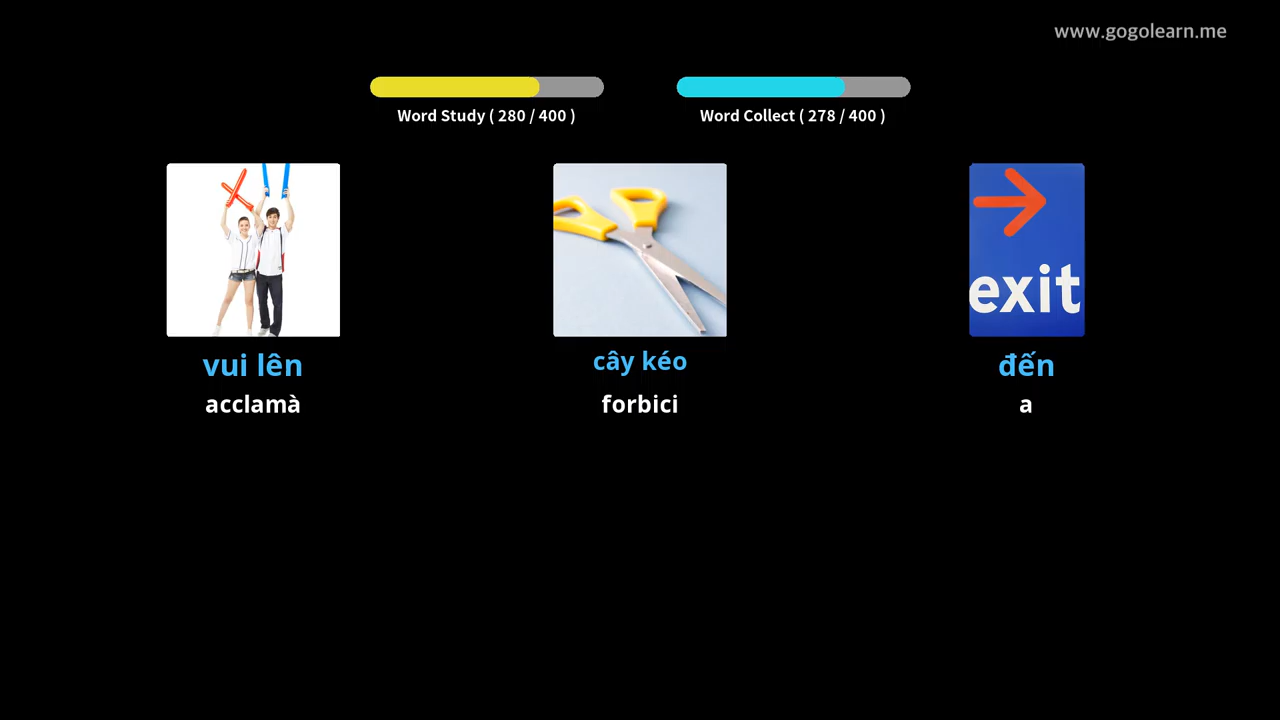 www.gogolearn.me
Word Study ( 280 / 400 )
Word Collect ( 278 / 400 )
exit
vui lên
cây kéo
đến
acclamà
forbici
a